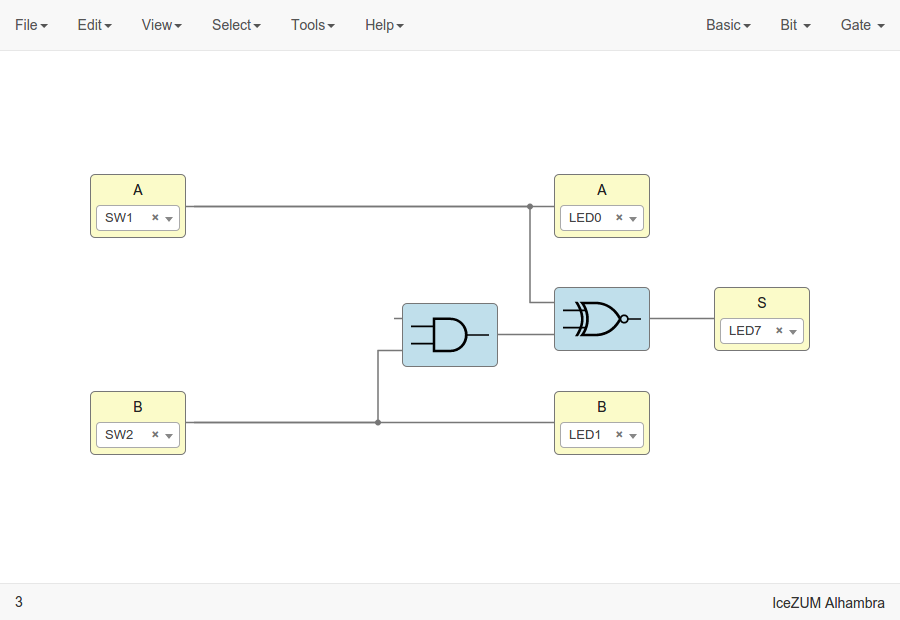 File Edit View Select Tools Help Basic Bit Gate
A
SW1 ×
A
LED0 ×
S
LED7 ×
B
SW2 ×
B
LED1 ×
3
IceZUM Alhambra